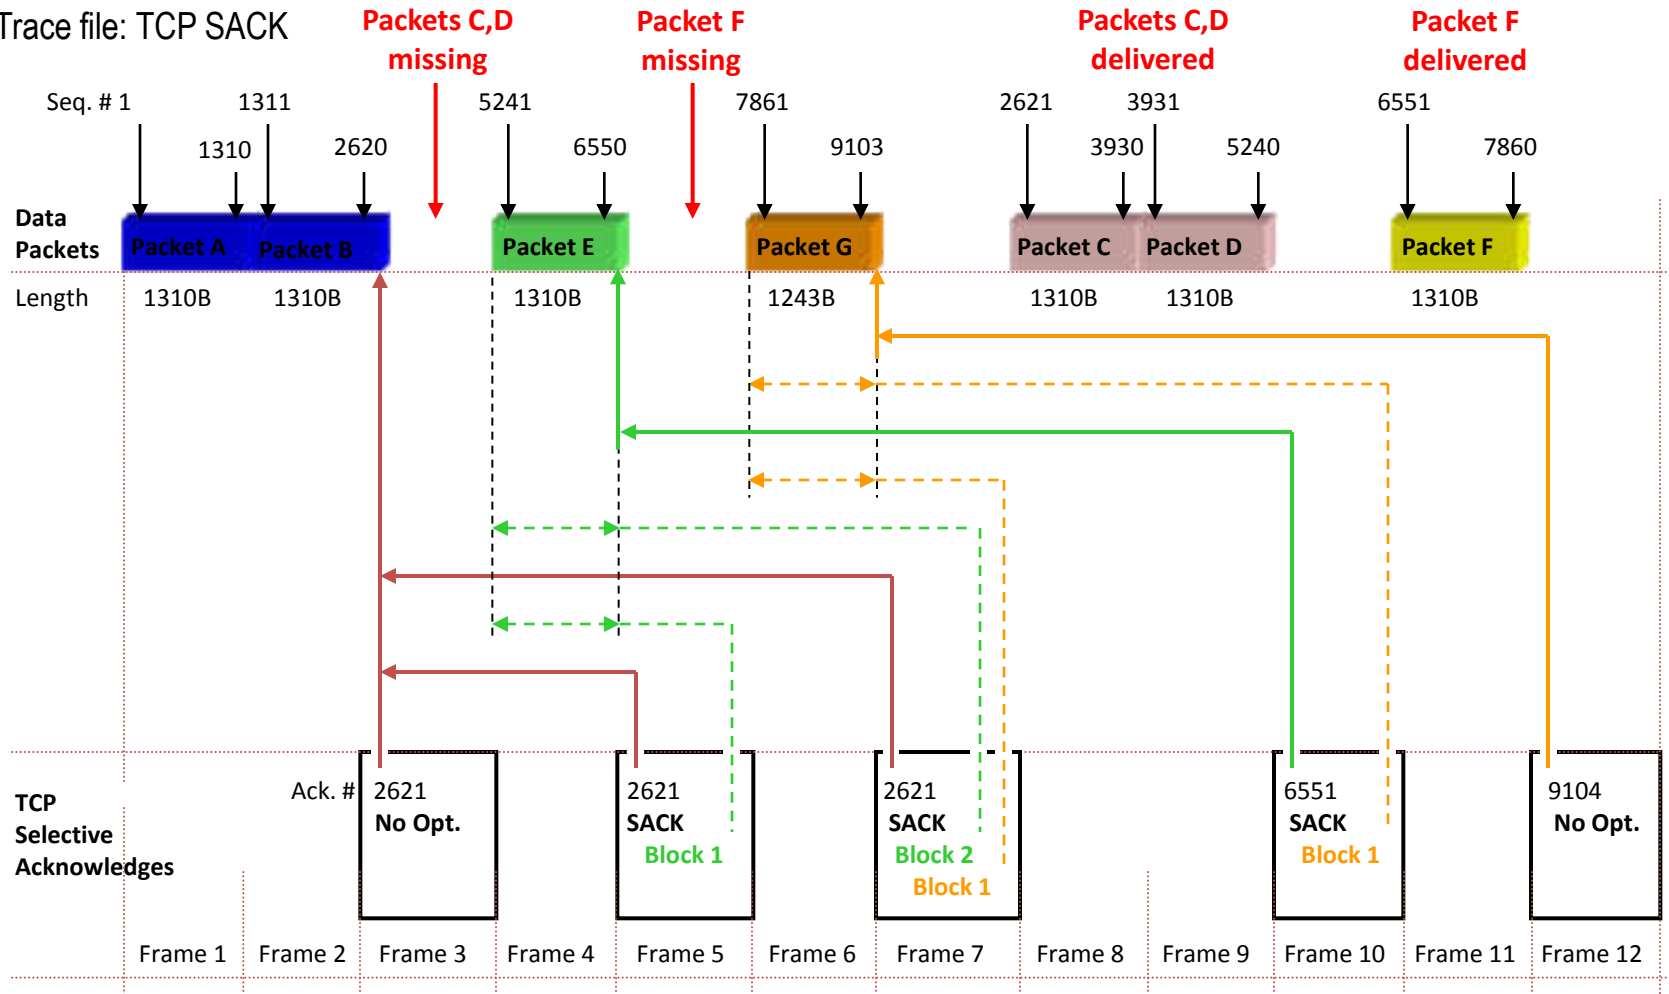 Trace file: TCP SACK
Packets C,D
missing
Packet F
missing
Packets C,D
delivered
Packet F
delivered
Seq. # 1
1311
5241
7861
2621
3931
6551
1310
2620
6550
9103
3930
5240
7860
Data
Packets
Packet A
Packet B
Packet E
Packet G
Packet C
Packet D
Packet F
Length
1310B
1310B
1310B
1243B
1310B
1310B
1310B
TCP
Selective
Acknowledges
Ack. #
2621
No Opt.
2621
SACK
Block 1
2621
SACK
Block 2
Block 1
6551
SACK
Block 1
9104
No Opt.
Frame 1
Frame 2
Frame 3
Frame 4
Frame 5
Frame 6
Frame 7
Frame 8
Frame 9
Frame 10
Frame 11
Frame 12